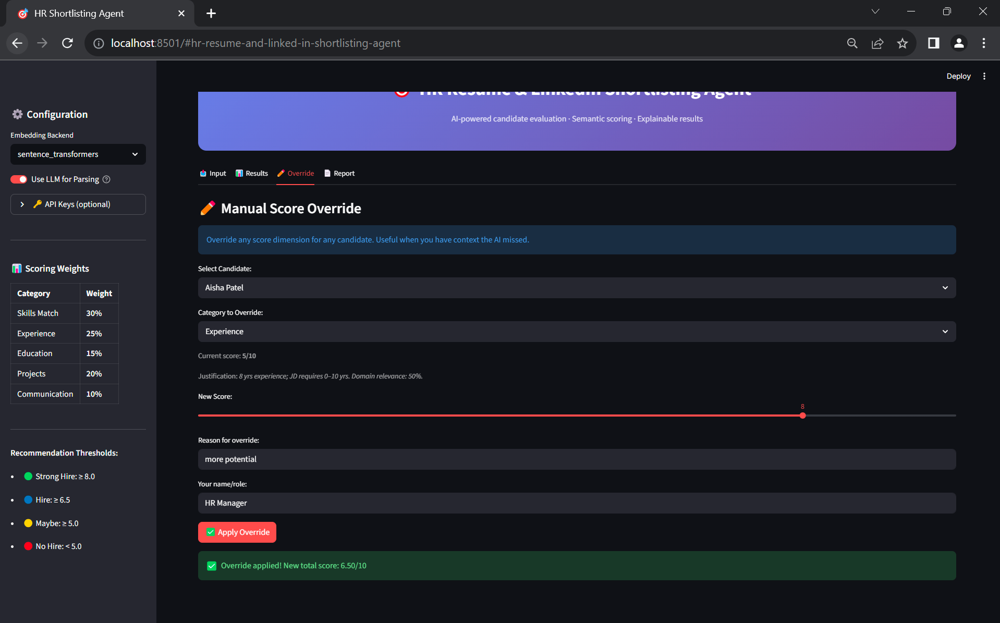 HR Shortlisting Agent
localhost:8501/#hr-resume-and-linked-in-shortlisting-agent
Deploy
Configuration
Embedding Backend
sentence_transformers
Use LLM for Parsing
API Keys (optional)
Scoring Weights
Category Weight
Skills Match 30%
Experience 25%
Education 15%
Projects 20%
Communication 10%
Recommendation Thresholds:
• Strong Hire: ≥ 8.0
• Hire: ≥ 6.5
• Maybe: ≥ 5.0
• No Hire: < 5.0
HR Resume & LinkedIn Shortlisting Agent
AI-powered candidate evaluation · Semantic scoring · Explainable results
Input Results Override Report
Manual Score Override
Override any score dimension for any candidate. Useful when you have context the AI missed.
Select Candidate:
Aisha Patel
Category to Override:
Experience
Current score: 5/10
Justification: 8 yrs experience; JD requires 0–10 yrs. Domain relevance: 50%.
New Score:
8
Reason for override:
more potential
Your name/role:
HR Manager
Apply Override
Override applied! New total score: 6.50/10